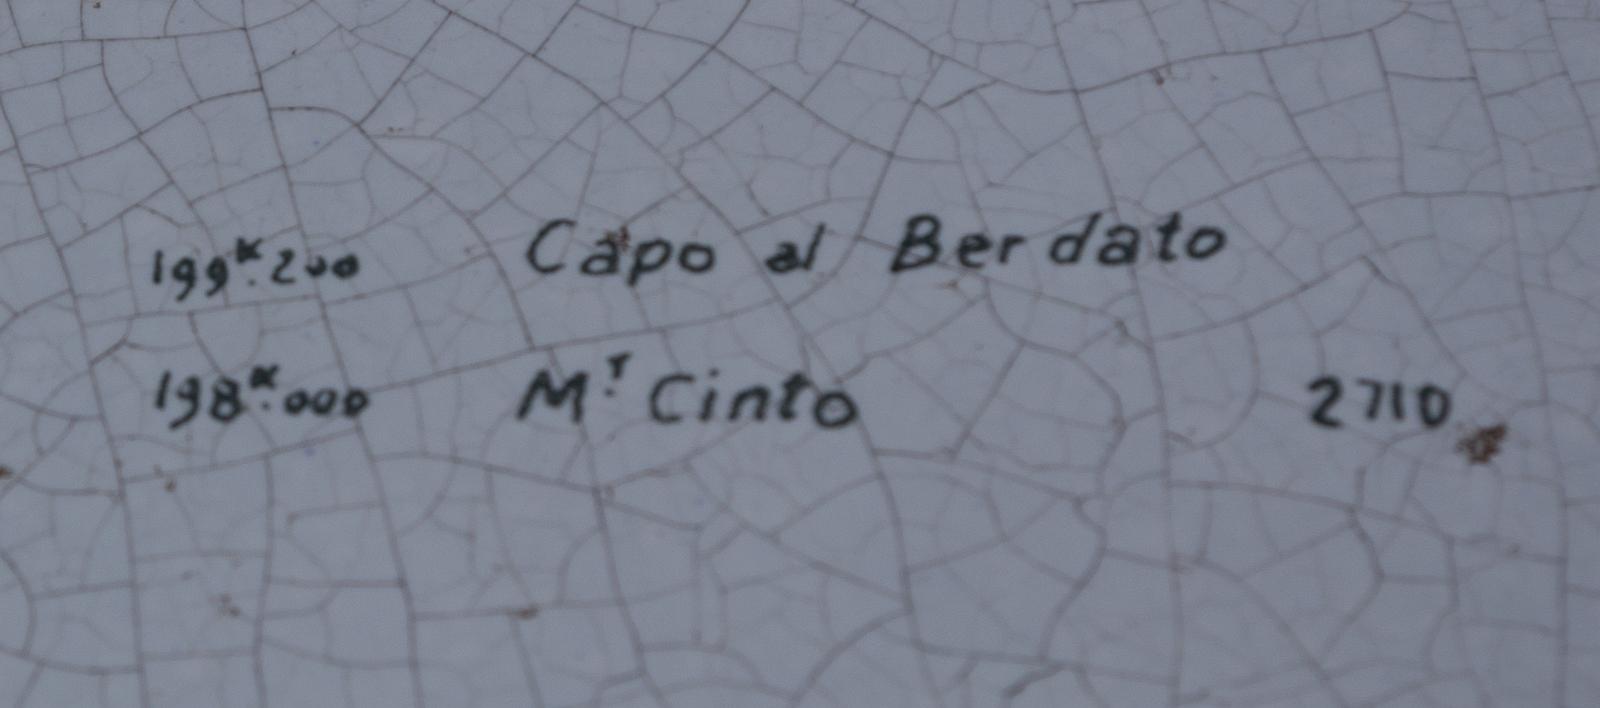 199ᴷ.200 Capo al Berdato
198ᴷ.000 Mᵀ. Cinto 2710